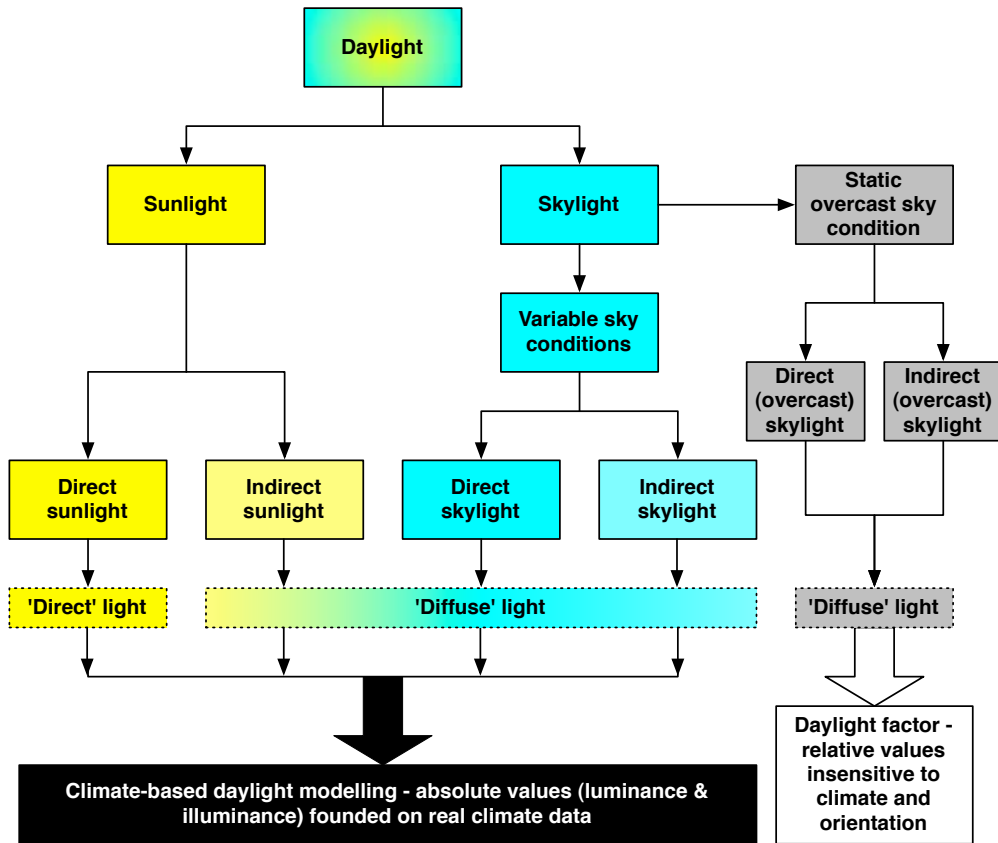 Daylight
Sunlight
Skylight
Static
overcast sky
condition
Variable sky
conditions
Direct
(overcast)
skylight
Indirect
(overcast)
skylight
Direct
sunlight
Indirect
sunlight
Direct
skylight
Indirect
skylight
'Direct' light
'Diffuse' light
'Diffuse' light
Climate-based daylight modelling - absolute values (luminance &
illuminance) founded on real climate data
Daylight factor -
relative values
insensitive to
climate and
orientation